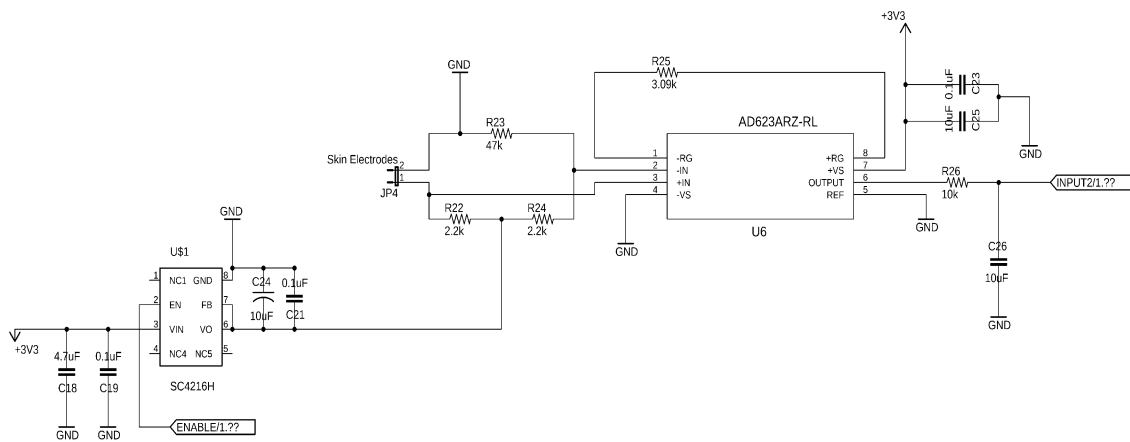 +3V3
R25
3.09k
0.1uF
C23
10uF
C25
GND
GND
R23
47k
AD623ARZ-RL
Skin Electrodes
2
1
JP4
1
2
3
4
-RG
-IN
+IN
-VS
+RG
+VS
OUTPUT
REF
8
7
6
5
R26
10k
INPUT2/1.??
R22
2.2k
R24
2.2k
U6
GND
GND
C26
10uF
GND
GND
U$1
1
2
3
4
NC1
EN
VIN
NC4
GND
FB
VO
NC5
8
7
6
5
C24
10uF
0.1uF
C21
+3V3
4.7uF
C18
0.1uF
C19
SC4216H
GND
GND
ENABLE/1.??